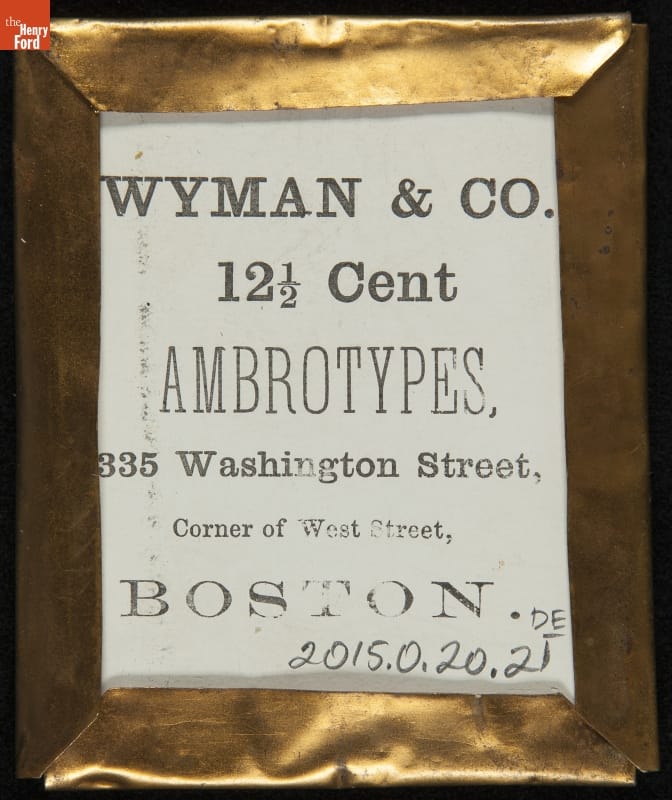 the
Henry
Ford
WYMAN & CO.
12½ Cent
AMBROTYPES,
335 Washington Street,
Corner of West Street,
BOSTON.
DE
2015.0.20.21